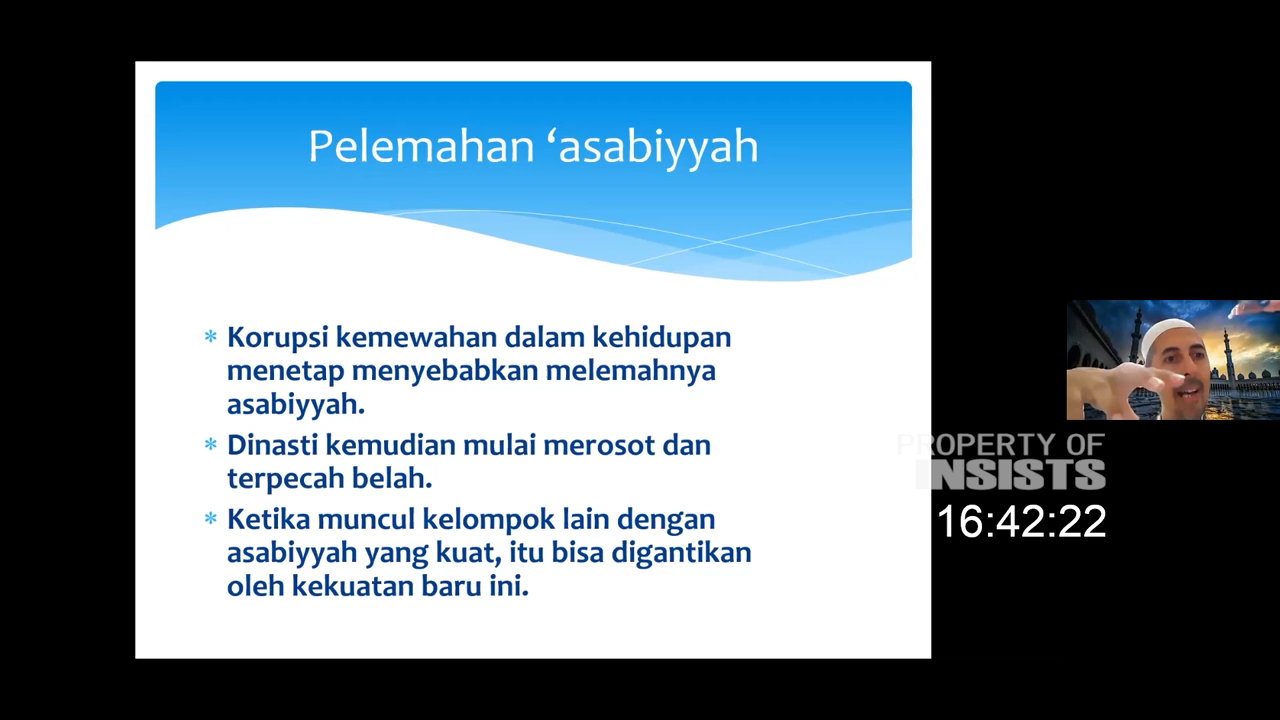 Pelemahan ‘asabiyyah
* Korupsi kemewahan dalam kehidupan
menetap menyebabkan melemahnya
asabiyyah.
* Dinasti kemudian mulai merosot dan
terpecah belah.
* Ketika muncul kelompok lain dengan
asabiyyah yang kuat, itu bisa digantikan
oleh kekuatan baru ini.
PROPERTY OF
INSISTS
16:42:22